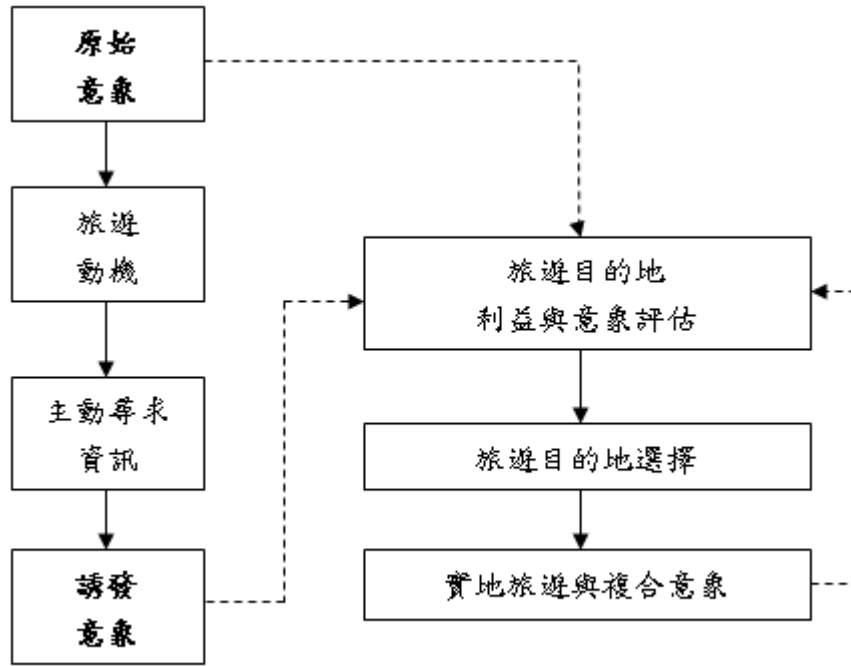 原始
意象
旅遊
動機
主動尋求
資訊
誘發
意象
旅遊目的地
利益與意象評估
旅遊目的地選擇
實地旅遊與複合意象